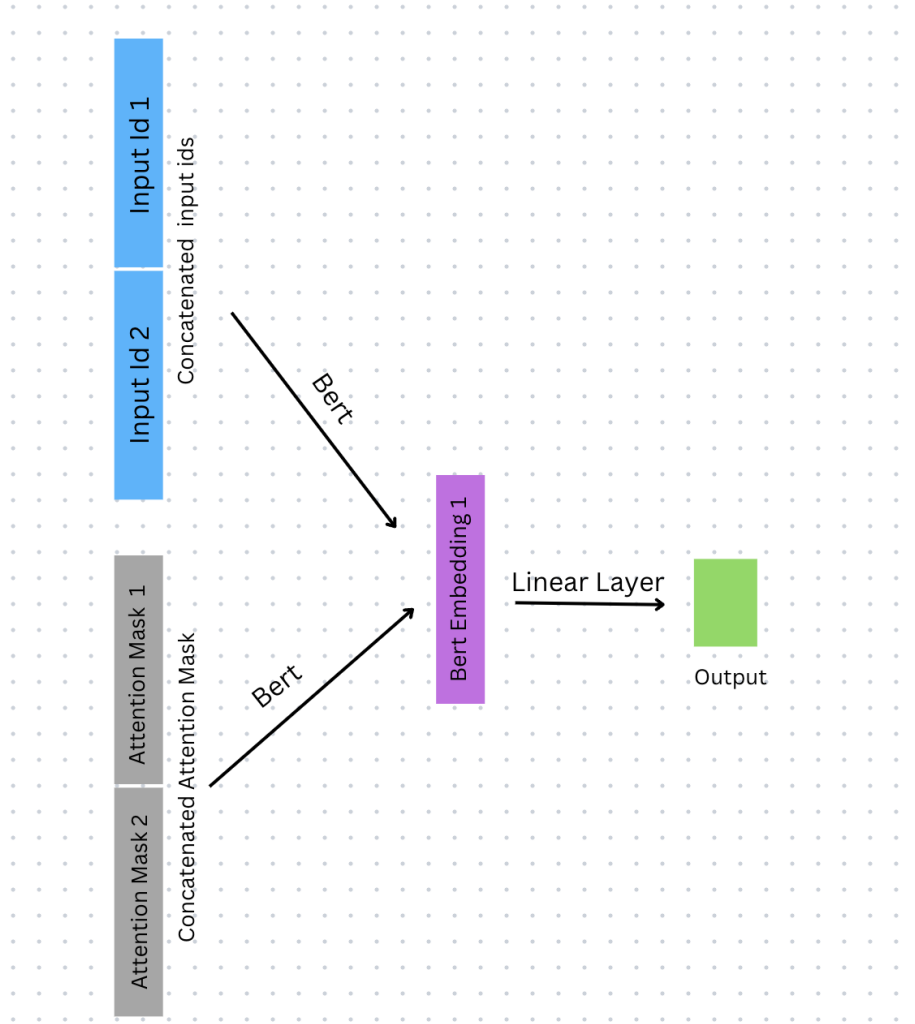 Input Id 1
Input Id 2
Concatenated input ids
Bert
Attention Mask 1
Attention Mask 2
Concatenated Attention Mask
Bert
Bert Embedding 1
Linear Layer
Output